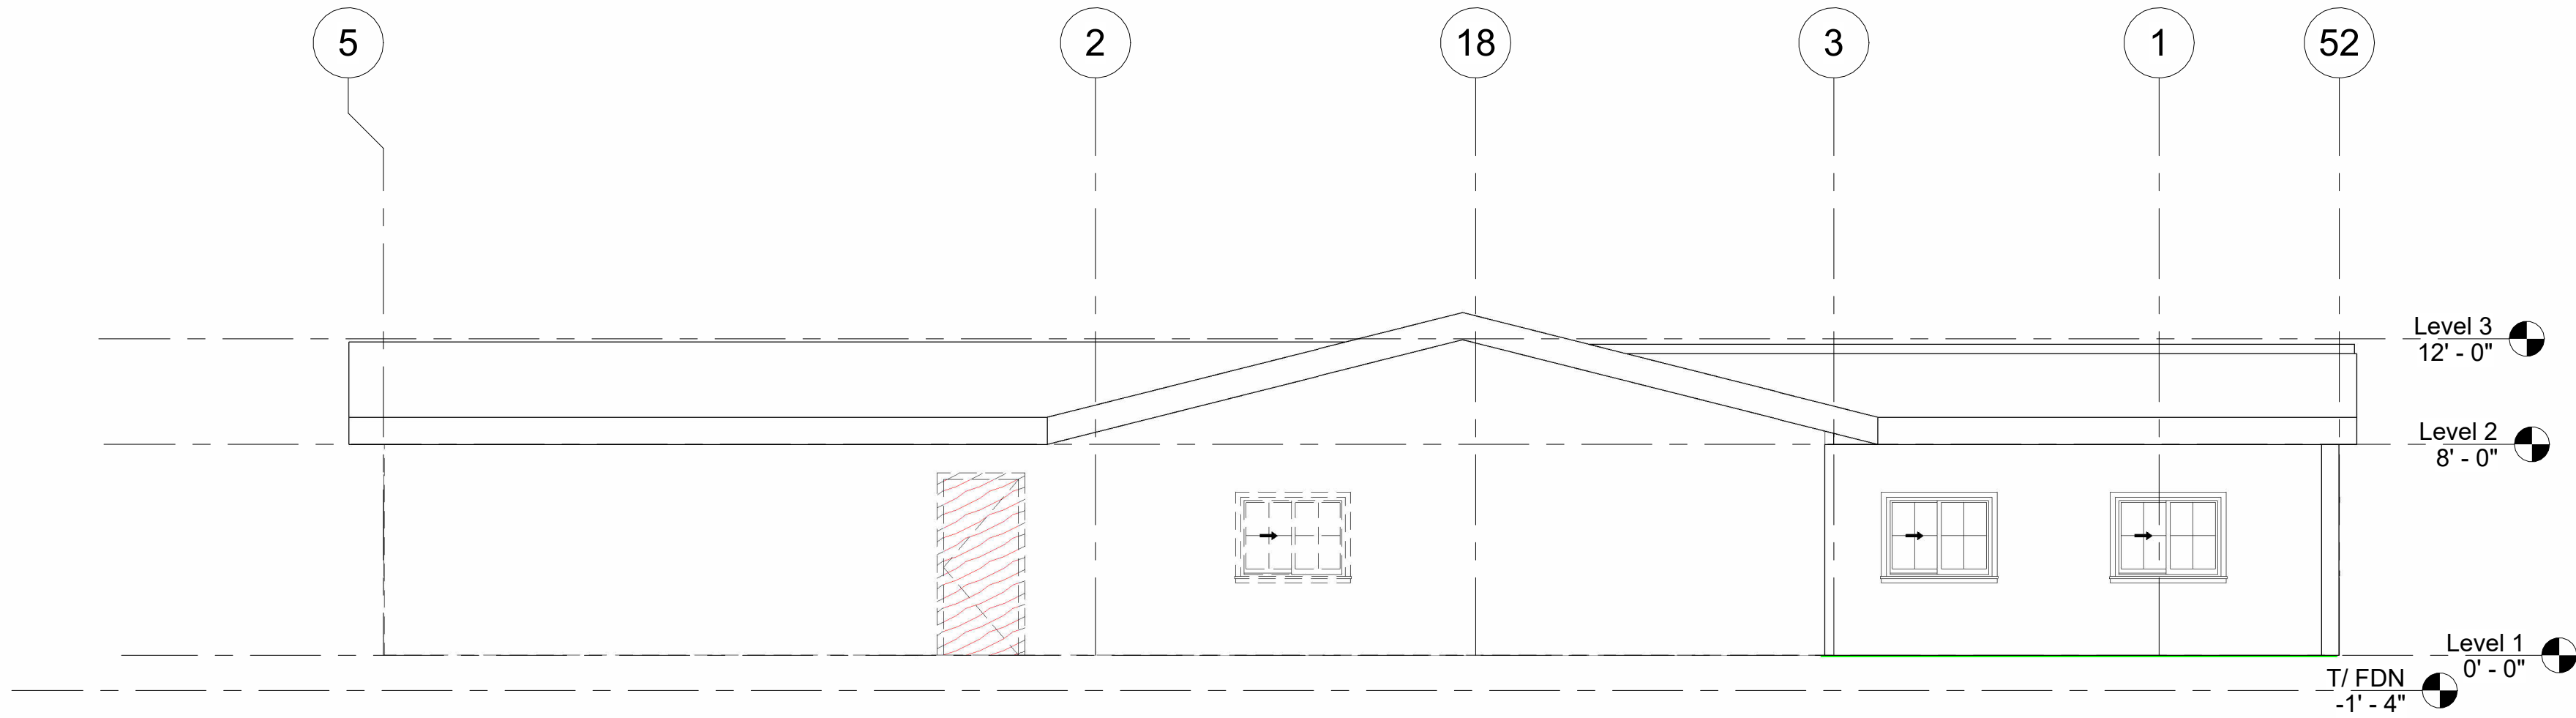 5
2
18
3
1
52
Level 3
12' - 0"
Level 2
8' - 0"
Level 1
0' - 0"
T/ FDN
-1' - 4"